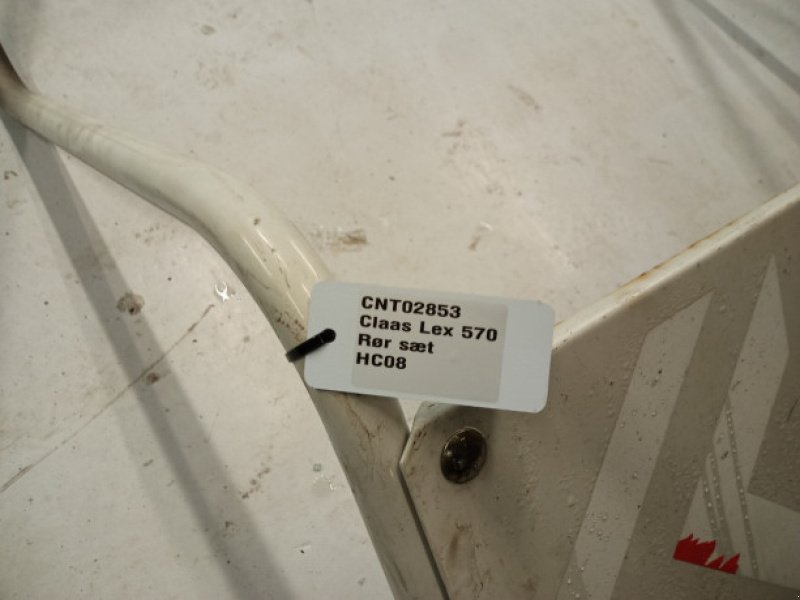 CNT02853
Claas Lex 570
Rør sæt
HC08